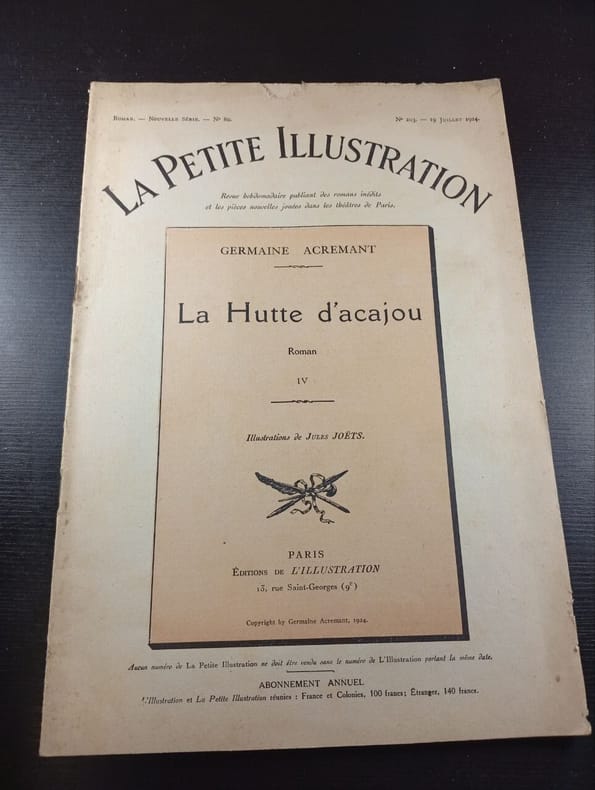 Roman. — Nouvelle Série. — N° 89.
N° 203. — 19 Juillet 1924.
LA PETITE ILLUSTRATION
Revue hebdomadaire publiant des romans inédits
et les pièces nouvelles jouées dans les théâtres de Paris.
GERMAINE ACREMANT
La Hutte d'acajou
Roman
IV
Illustrations de JULES JOËTS.
PARIS
ÉDITIONS DE L'ILLUSTRATION
13, rue Saint-Georges (9e)
Copyright by Germaine Acremant, 1924.
Aucun numéro de La Petite Illustration ne doit être vendu sans le numéro de L'Illustration portant la même date.
ABONNEMENT ANNUEL
L'Illustration et La Petite Illustration réunies : France et Colonies, 100 francs; Étranger, 140 francs.